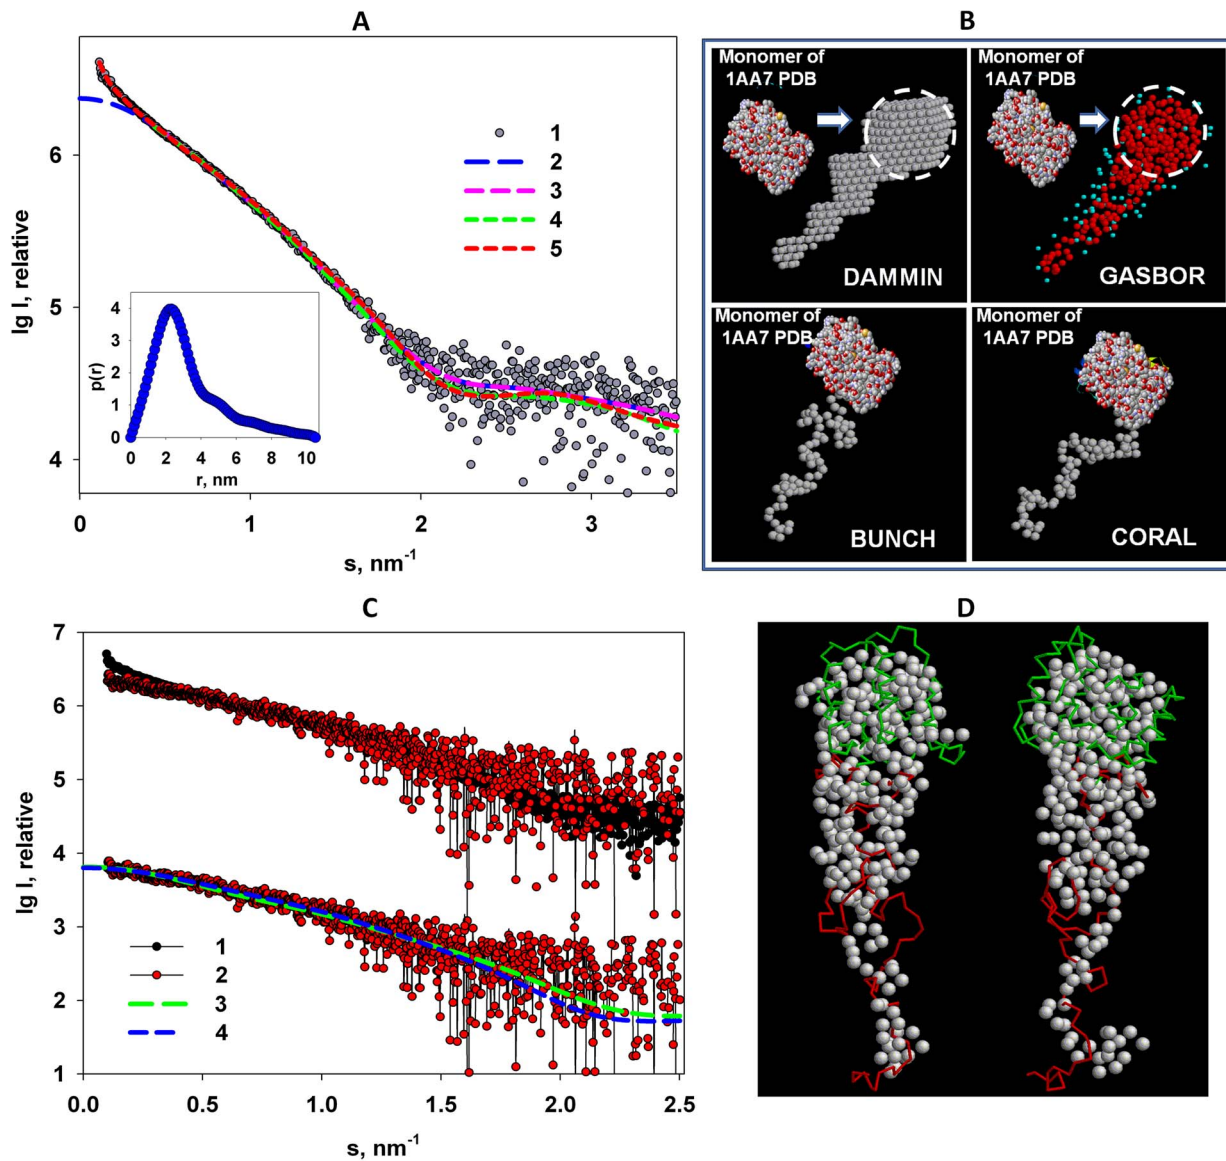 A
lg I, relative
6
5
4
0
1
2
3
s, nm-1
1
2
3
4
5
p(r)
4
3
2
1
0
0 2 4 6 8 10
r, nm
B
Monomer of
1AA7 PDB
DAMMIN
Monomer of
1AA7 PDB
GASBOR
Monomer of
1AA7 PDB
BUNCH
Monomer of
1AA7 PDB
CORAL
C
lg I, relative
7
6
5
4
3
2
1
0.0 0.5 1.0 1.5 2.0 2.5
s, nm-1
1
2
3
4
D